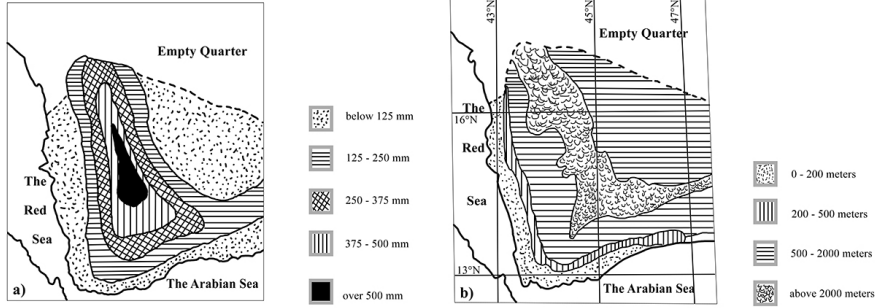 Empty Quarter
The
Red
Sea
The Arabian Sea
a)
below 125 mm
125 - 250 mm
250 - 375 mm
375 - 500 mm
over 500 mm
43°N
45°N
47°N
Empty Quarter
The
16°N
Red
Sea
13°N
The Arabian Sea
b)
0 - 200 meters
200 - 500 meters
500 - 2000 meters
above 2000 meters